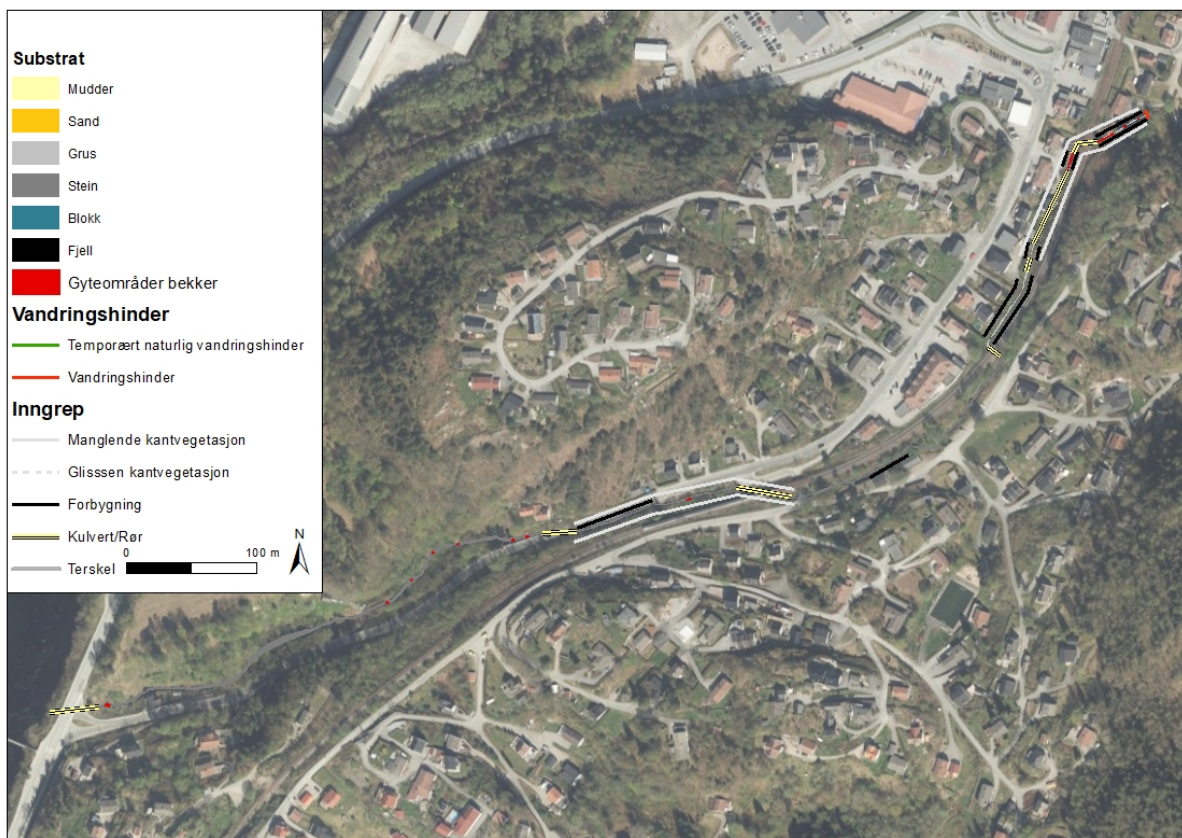 Substrat
Mudder
Sand
Grus
Stein
Blokk
Fjell
Gyteområder bekker
Vandringshinder
Temporært naturlig vandringshinder
Vandringshinder
Inngrep
Manglende kantvegetasjon
Glisssen kantvegetasjon
Forbygning
Kulvert/Rør
N
0 100 m
Terskel